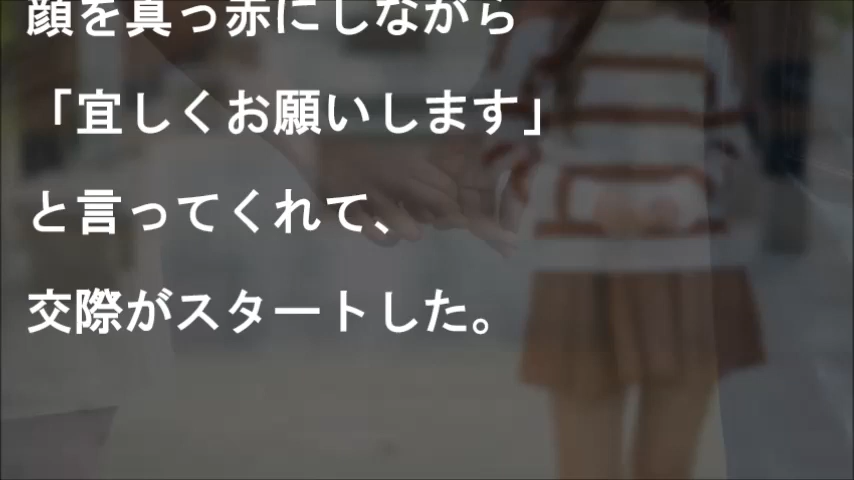 顔を真っ赤にしながら
「宜しくお願いします」
と言ってくれて、
交際がスタートした。